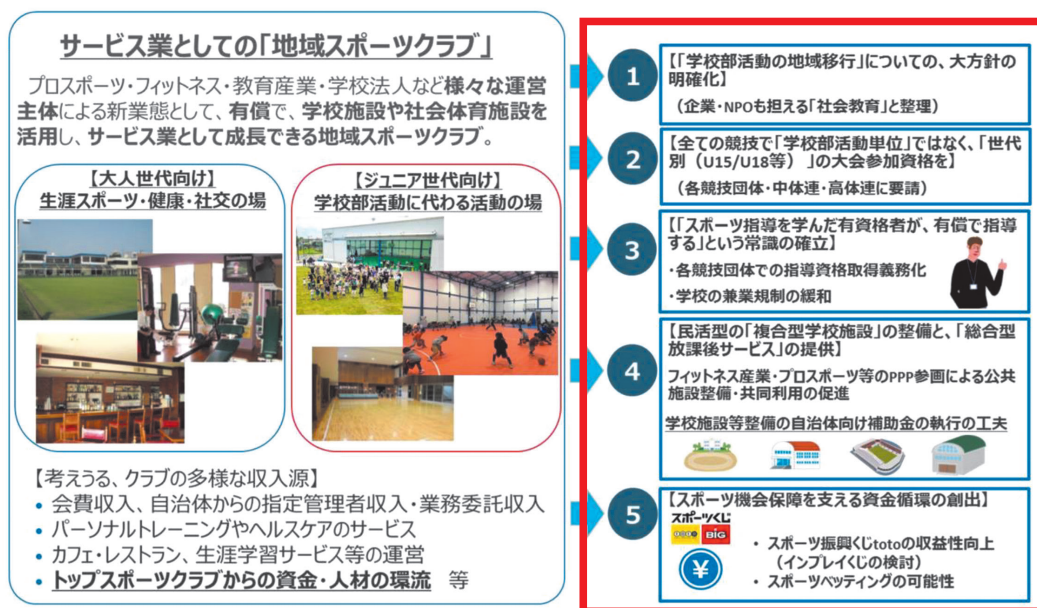 サービス業としての「地域スポーツクラブ」
プロスポーツ・フィットネス・教育産業・学校法人など様々な運営
主体による新業態として、有償で、学校施設や社会体育施設を
活用し、サービス業として成長できる地域スポーツクラブ。
【大人世代向け】
生涯スポーツ・健康・社交の場
【ジュニア世代向け】
学校部活動に代わる活動の場
【考えうる、クラブの多様な収入源】
• 会費収入、自治体からの指定管理者収入・業務委託収入
• パーソナルトレーニングやヘルスケアのサービス
• カフェ・レストラン、生涯学習サービス等の運営
• トップスポーツクラブからの資金・人材の環流 等
1
【「学校部活動の地域移行」についての、大方針の
明確化】
（企業・NPOも担える「社会教育」と整理）
2
【全ての競技で「学校部活動単位」ではなく、「世代
別（U15/U18等）」の大会参加資格を】
（各競技団体・中体連・高体連に要請）
3
【「スポーツ指導を学んだ有資格者が、有償で指導
する」という常識の確立】
・各競技団体での指導資格取得義務化
・学校の兼業規制の緩和
4
【民活型の「複合型学校施設」の整備と、「総合型
放課後サービス」の提供】
フィットネス産業・プロスポーツ等のPPP参画による公共
施設整備・共同利用の促進
学校施設等整備の自治体向け補助金の執行の工夫
5
【スポーツ機会保障を支える資金循環の創出】
スポーツくじ
toto BIG
¥
• スポーツ振興くじtotoの収益性向上
（インプレイくじの検討）
• スポーツベッティングの可能性